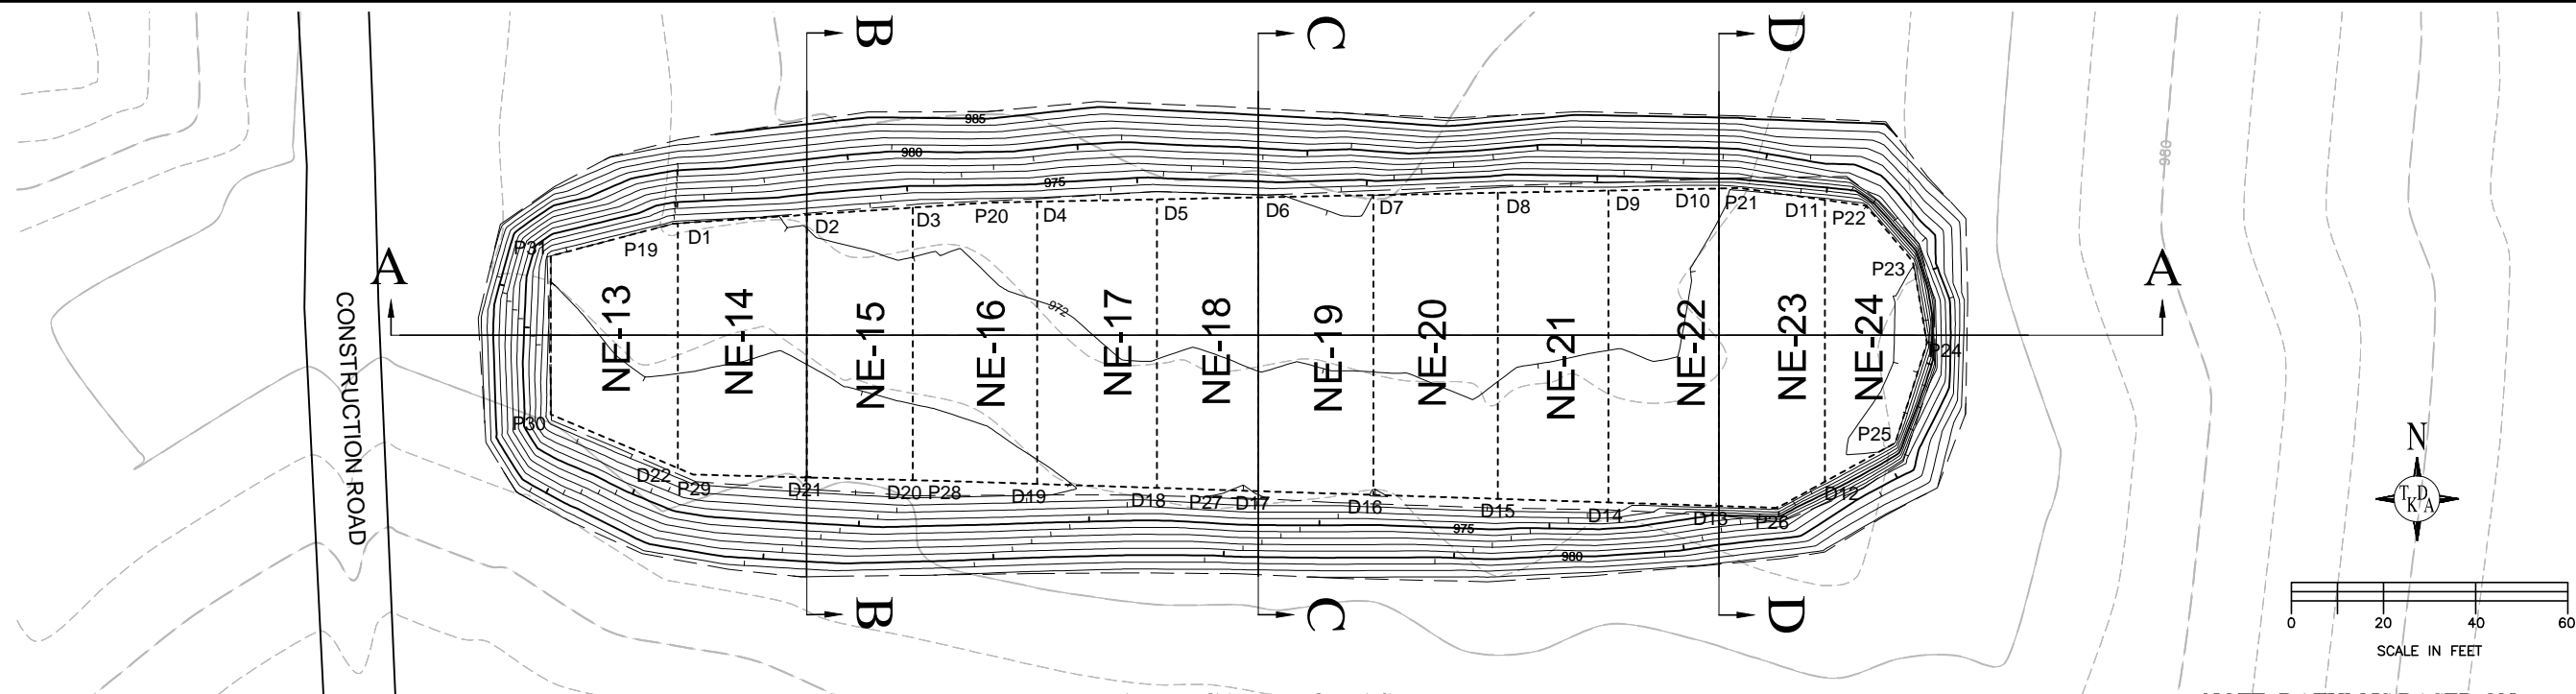 B
C
D
985
980
975
980
D1
D2
D3
P20
D4
D5
D6
D7
D8
D9
D10
P21
D11
P22
P31
P19
P23
A
A
CONSTRUCTION ROAD
NE-13
NE-14
NE-15
NE-16
972
NE-17
NE-18
NE-19
NE-20
NE-21
NE-22
NE-23
NE-24
P24
P30
P25
D22
P29
D21
D20
P28
D19
D18
P27
D17
D16
D15
D14
D13
P26
D12
975
980
B
C
D
N
T
K
D
A
0
20
40
60
SCALE IN FEET